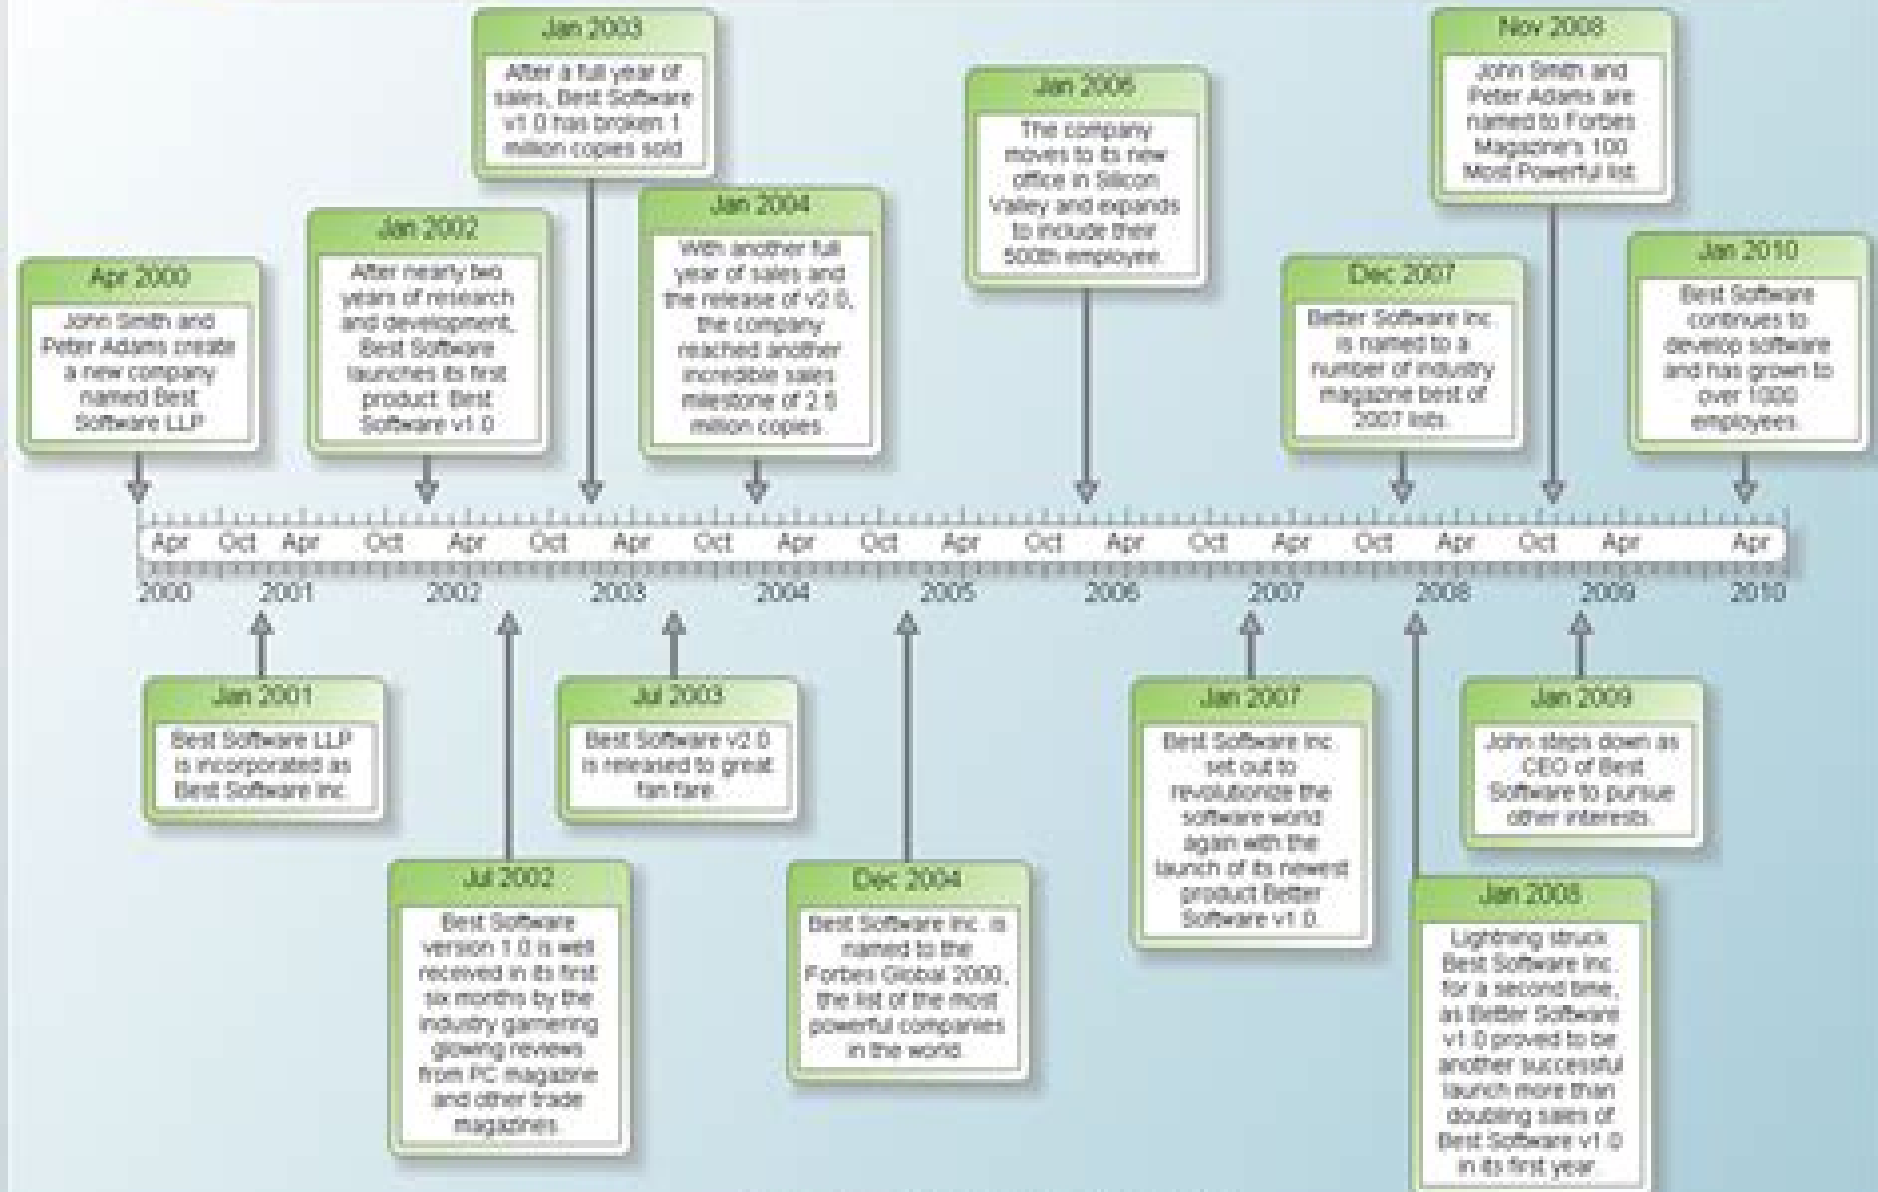 Jan 2003
After a full year of
sales, Best Software
v1.0 has broken 1
million copies sold
Nov 2008
John Smith and
Peter Adams are
named to Forbes
Magazine's 100
Most Powerful list.
Jan 2006
The company
moves to its new
office in Silicon
Valley and expands
to include their
500th employee.
Jan 2004
With another full
year of sales and
the release of v2.0,
the company
reached another
incredible sales
milestone of
million copies.
Jan 2002
After nearly two
years of research
and development,
Best Software
launches its first
product Best
Software v1.0
Apr 2000
John Smith and
Peter Adams create
a new company
named Best
Software LLP
Dec 2007
Better Software Inc.
is named to a
number of industry
magazine best of
2007 lists.
Jan 2010
Best Software
continues to
develop software
and has grown to
over 1000
employees.
Apr Oct Apr Oct Apr Oct Apr Oct Apr Oct Apr Oct Apr Oct Apr Oct Apr Oct Apr Apr
2000 2001 2002 2003 2004 2005 2006 2007 2008 2009 2010
Jan 2001
Best Software LLP
is incorporated as
Best Software Inc.
Jul 2003
Best Software v2.0
is released to great
fan fare.
Jan 2007
Best Software Inc.
set out to
revolutionize the
software world
again with the
launch of its newest
product Better
Software v1.0.
Jan 2009
John steps down as
CEO of Best
Software to pursue
other interests.
Jul 2002
Best Software
version 1.0 is well
received in its first
six months by the
industry garnering
glowing reviews
from PC magazine
and other trade
magazines.
Dec 2004
Best Software Inc. is
named to the
Forbes Global 2000,
the list of the most
powerful companies
in the world.
Jan 2008
Lightning struck
Best Software Inc.
for a second time,
as Better Software
v1.0 proved to be
another successful
launch more than
doubling sales of
Best Software v1.0
in its first year.